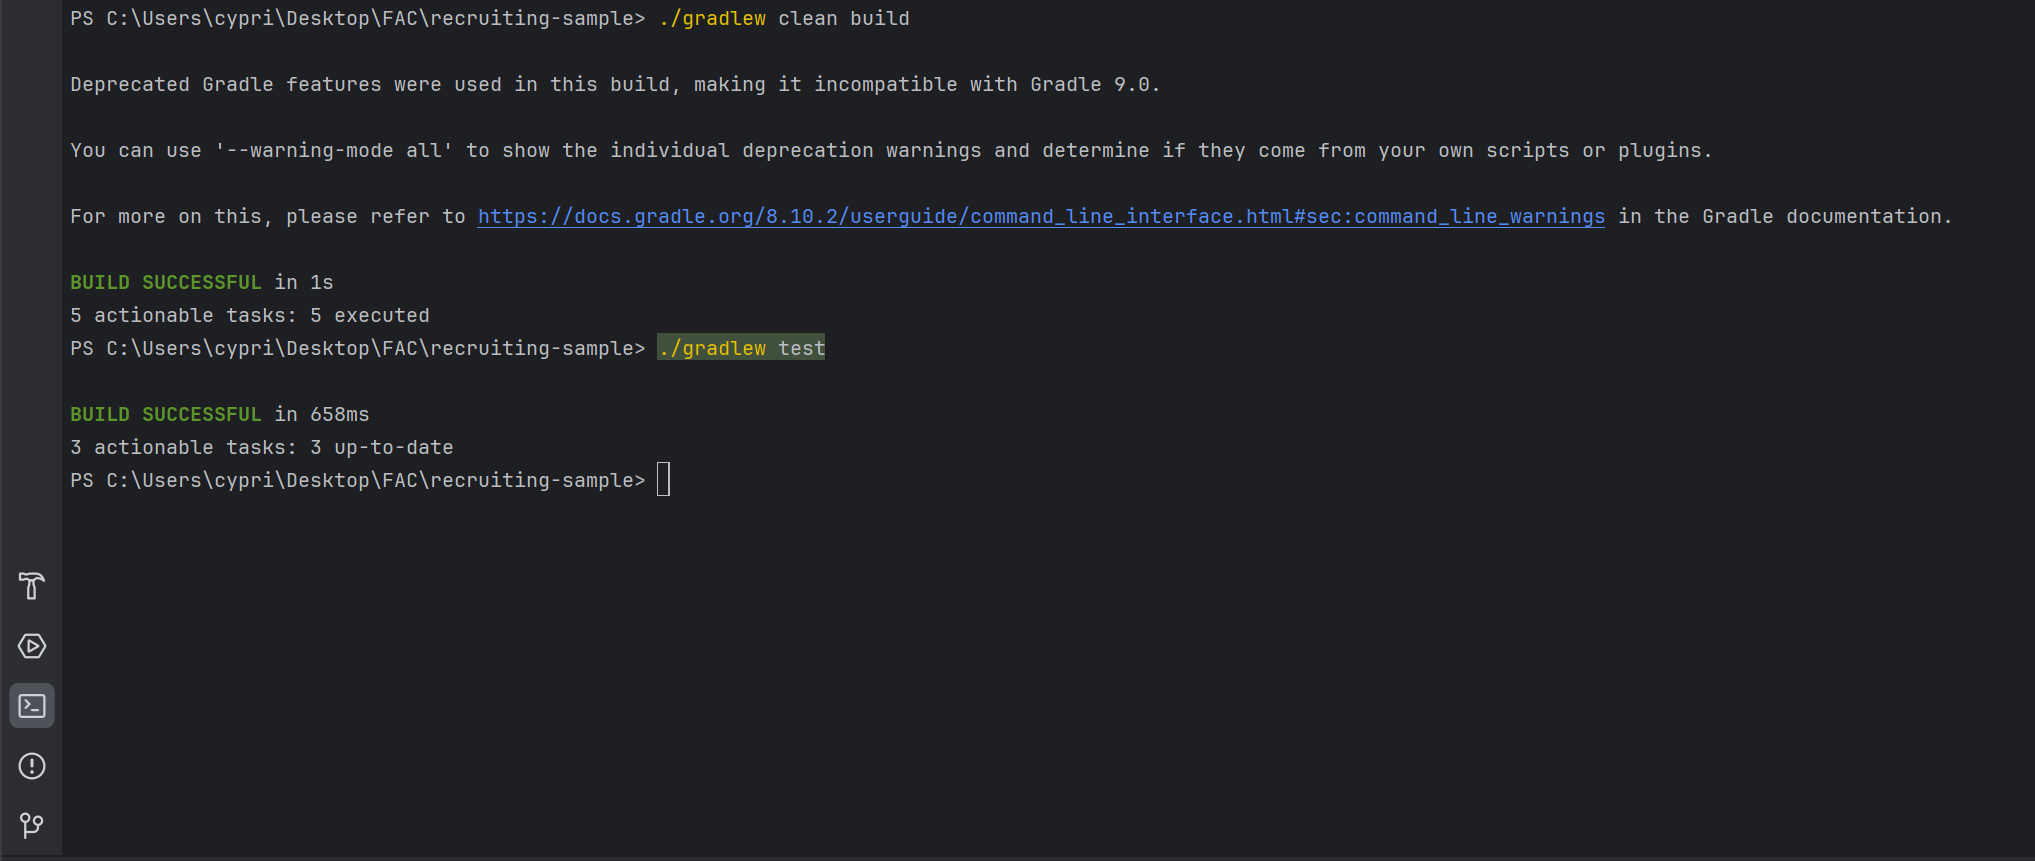 PS C:\Users\cypri\Desktop\FAC\recruiting-sample> ./gradlew clean build
Deprecated Gradle features were used in this build, making it incompatible with Gradle 9.0.
You can use '--warning-mode all' to show the individual deprecation warnings and determine if they come from your own scripts or plugins.
For more on this, please refer to https://docs.gradle.org/8.10.2/userguide/command_line_interface.html#sec:command_line_warnings in the Gradle documentation.
BUILD SUCCESSFUL in 1s
5 actionable tasks: 5 executed
PS C:\Users\cypri\Desktop\FAC\recruiting-sample> ./gradlew test
BUILD SUCCESSFUL in 658ms
3 actionable tasks: 3 up-to-date
PS C:\Users\cypri\Desktop\FAC\recruiting-sample>